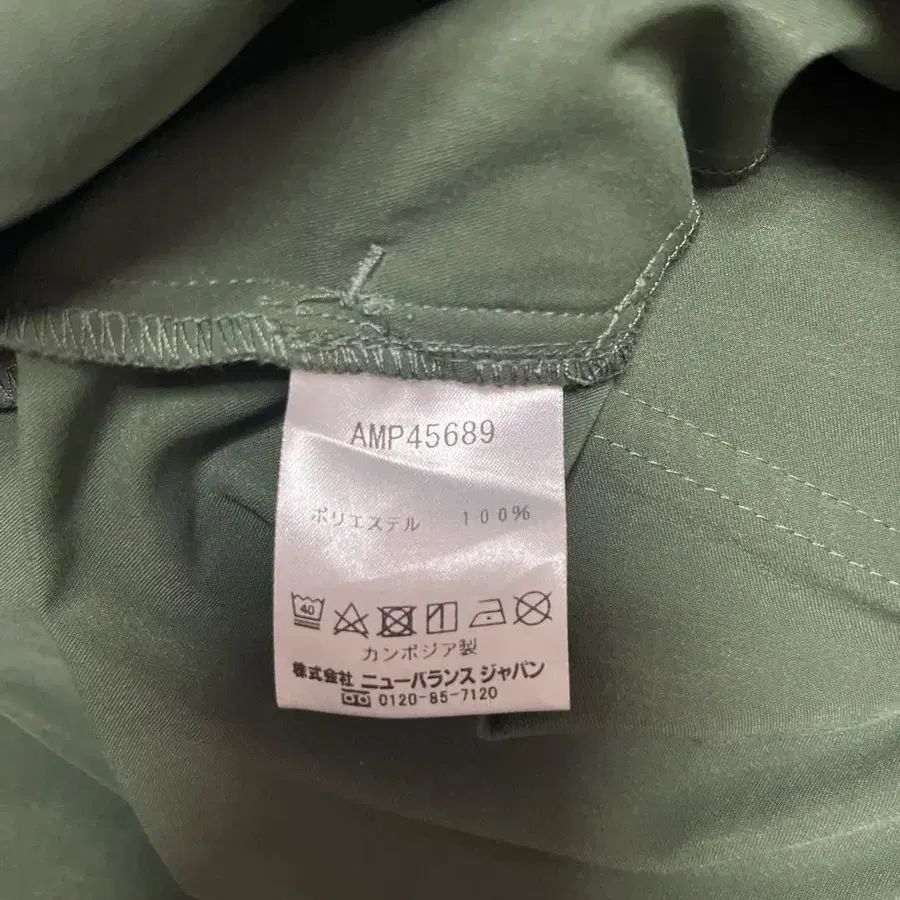 AMP45689
ポリエステル 100%
40
カンボジア製
株式会社 ニューバランス ジャパン
0120-85-7120